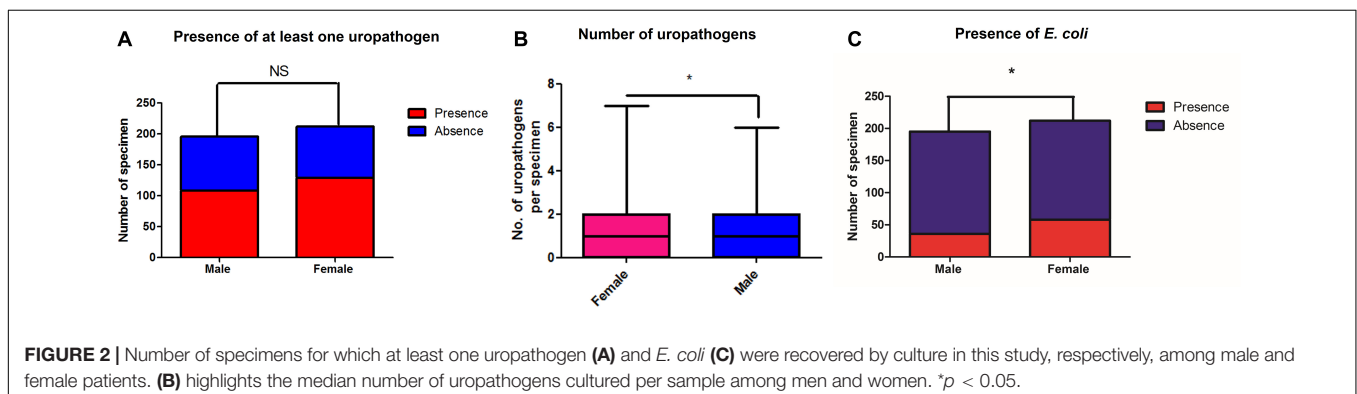 A Presence of at least one uropathogen
NS
Number of specimen
250
200
150
100
50
0
Male Female
Presence
Absence
B Number of uropathogens
*
No. of uropathogens
per specimen
8
6
4
2
0
Female Male
C Presence of E. coli
*
Number of specimen
250
200
150
100
50
0
Male Female
Presence
Absence
FIGURE 2 | Number of specimens for which at least one uropathogen (A) and E. coli (C) were recovered by culture in this study, respectively, among male and
female patients. (B) highlights the median number of uropathogens cultured per sample among men and women. *p < 0.05.